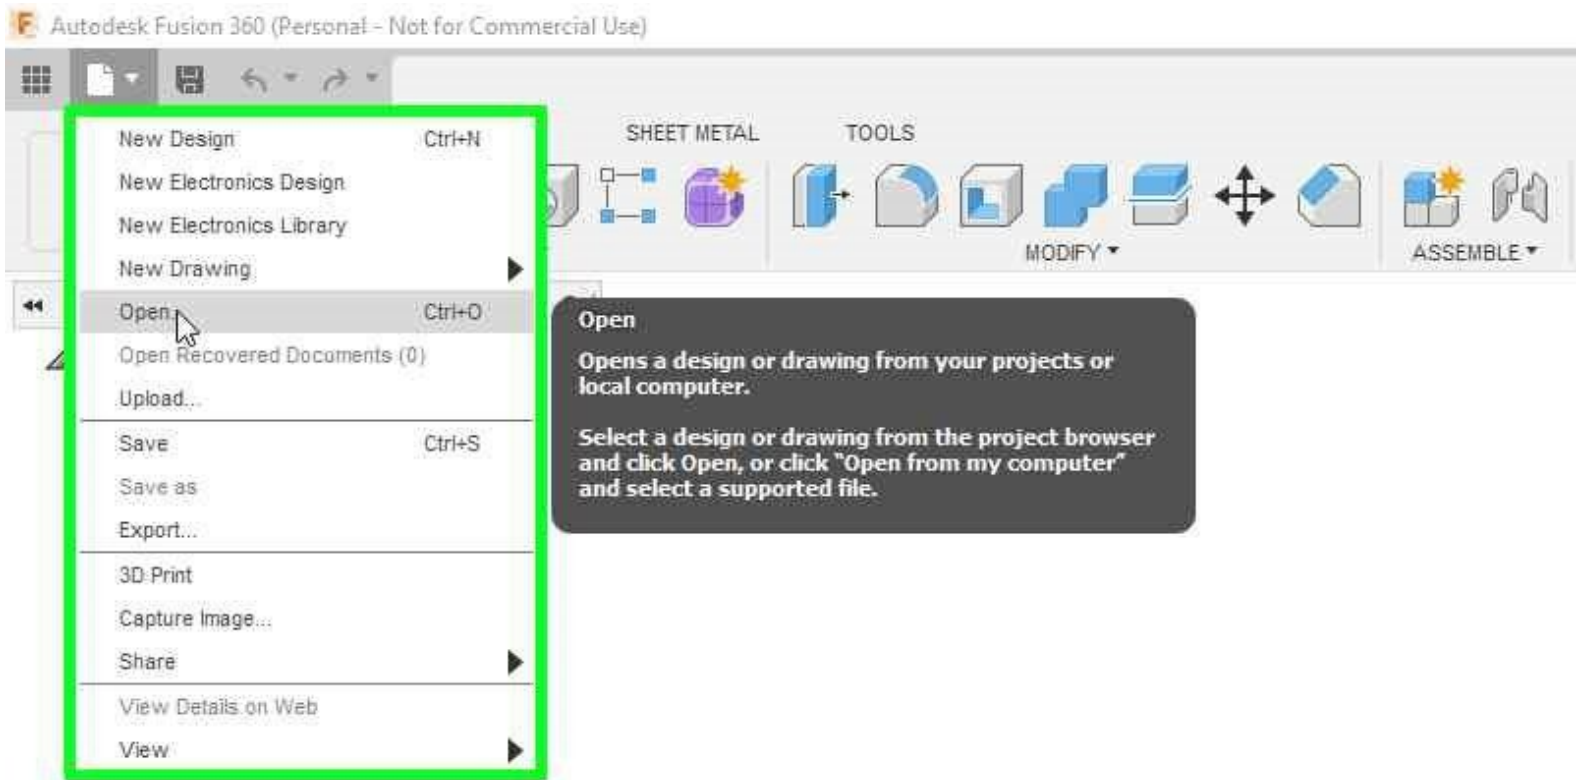 Autodesk Fusion 360 (Personal - Not for Commercial Use)
New Design Ctrl+N
New Electronics Design
New Electronics Library
New Drawing
Open... Ctrl+O
Open Recovered Documents (0)
Upload...
Save Ctrl+S
Save as
Export...
3D Print
Capture Image...
Share
View Details on Web
View
SHEET METAL TOOLS
MODIFY ASSEMBLE
Open
Opens a design or drawing from your projects or
local computer.
Select a design or drawing from the project browser
and click Open, or click "Open from my computer"
and select a supported file.